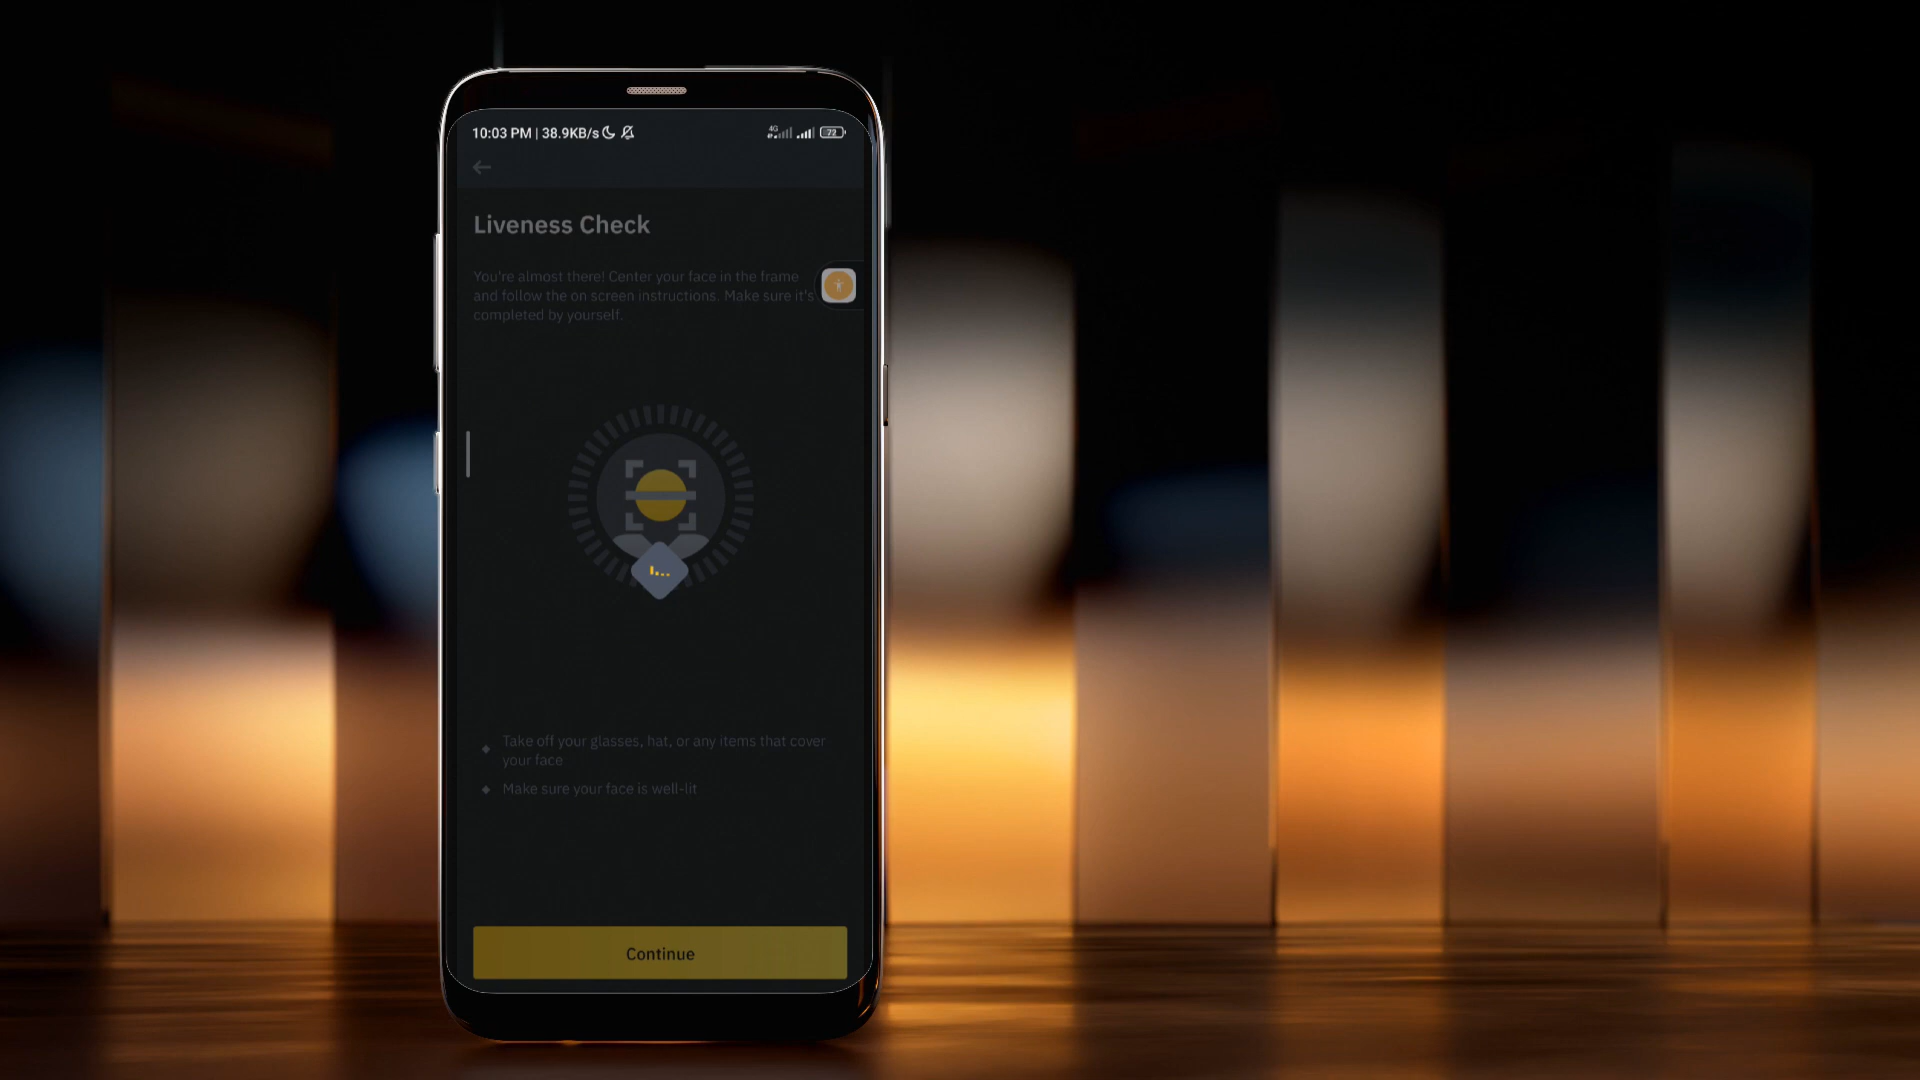 10:03 PM | 38.9KB/s
4G
72
Liveness Check
You're almost there! Center your face in the frame
and follow the on screen instructions. Make sure it's
completed by yourself.
Take off your glasses, hat, or any items that cover
your face
Make sure your face is well-lit
Continue